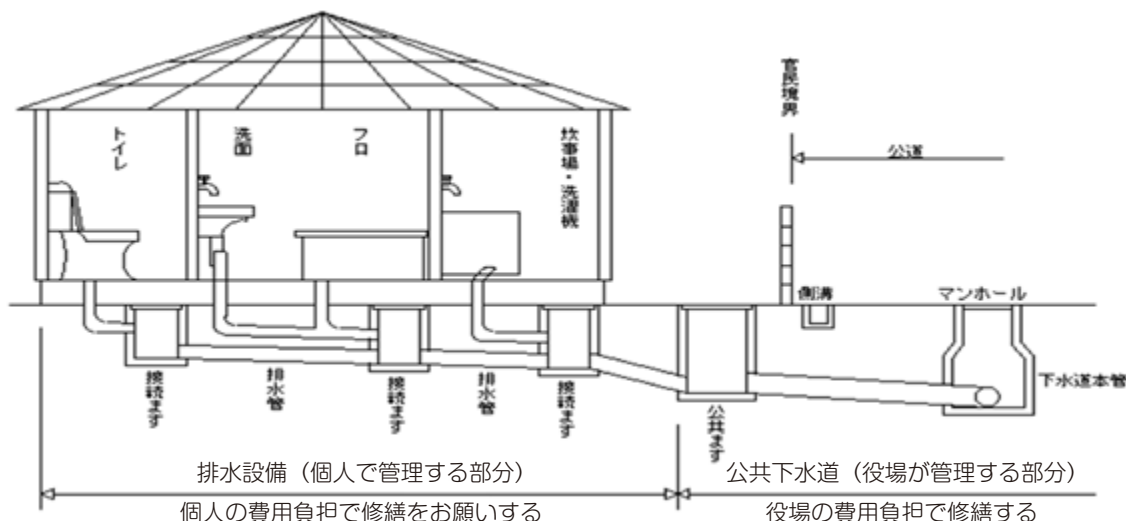 トイレ
洗面
フロ
炊事場・洗濯機
官民境界
公道
側溝
マンホール
接続ます
排水管
接続ます
排水管
接続ます
公共ます
下水道本管
排水設備（個人で管理する部分）
公共下水道（役場が管理する部分）
個人の費用負担で修繕をお願いする
役場の費用負担で修繕する